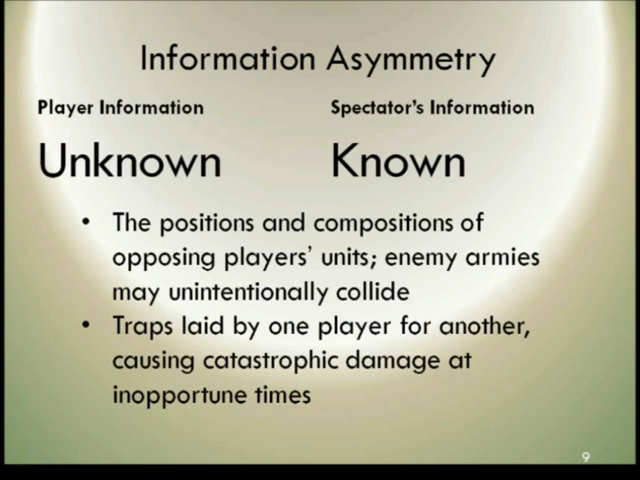 Information Asymmetry
Player Information
Spectator's Information
Unknown
Known
• The positions and compositions of
opposing players' units; enemy armies
may unintentionally collide
• Traps laid by one player for another,
causing catastrophic damage at
inopportune times
9